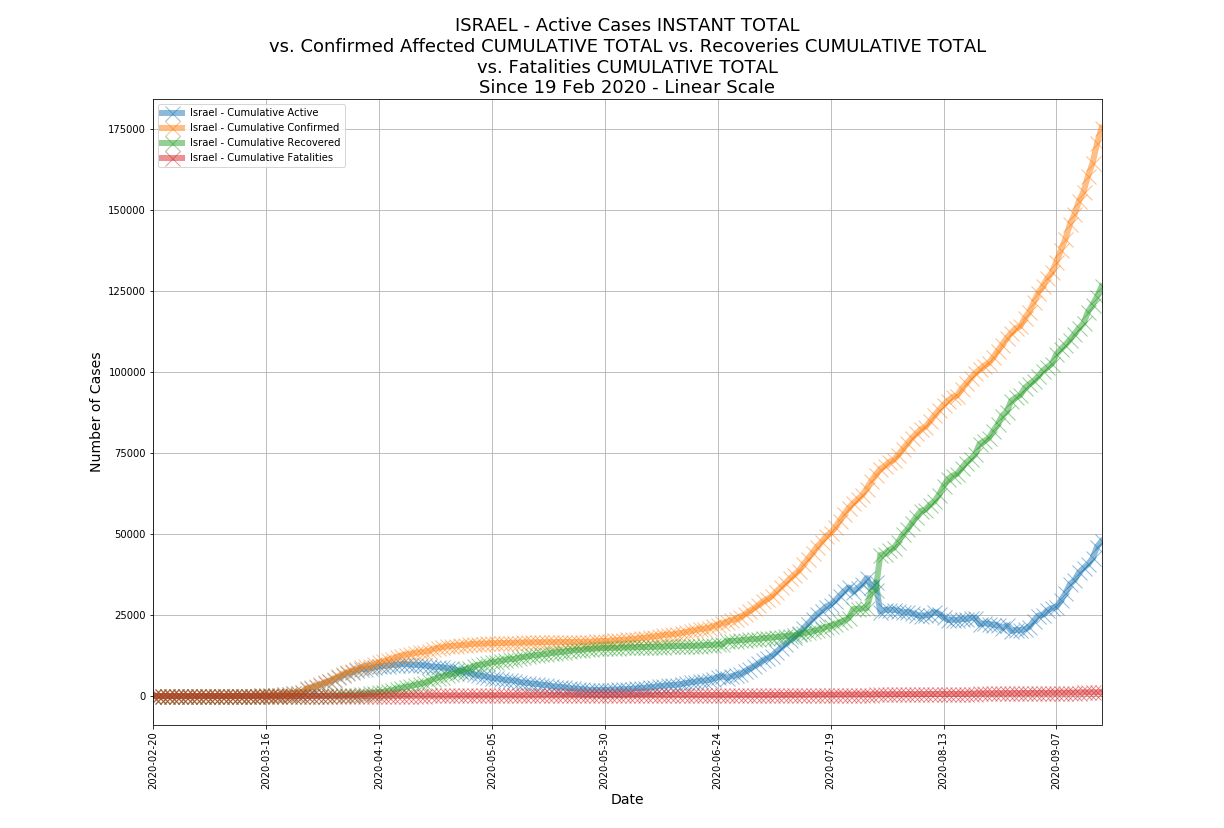 ISRAEL - Active Cases INSTANT TOTAL
vs. Confirmed Affected CUMULATIVE TOTAL vs. Recoveries CUMULATIVE TOTAL
vs. Fatalities CUMULATIVE TOTAL
Since 19 Feb 2020 - Linear Scale
Israel - Cumulative Active
Israel - Cumulative Confirmed
Israel - Cumulative Recovered
Israel - Cumulative Fatalities
175000
150000
125000
100000
75000
50000
25000
0
Number of Cases
2020-02-20
2020-03-16
2020-04-10
2020-05-05
2020-05-30
2020-06-24
2020-07-19
2020-08-13
2020-09-07
Date